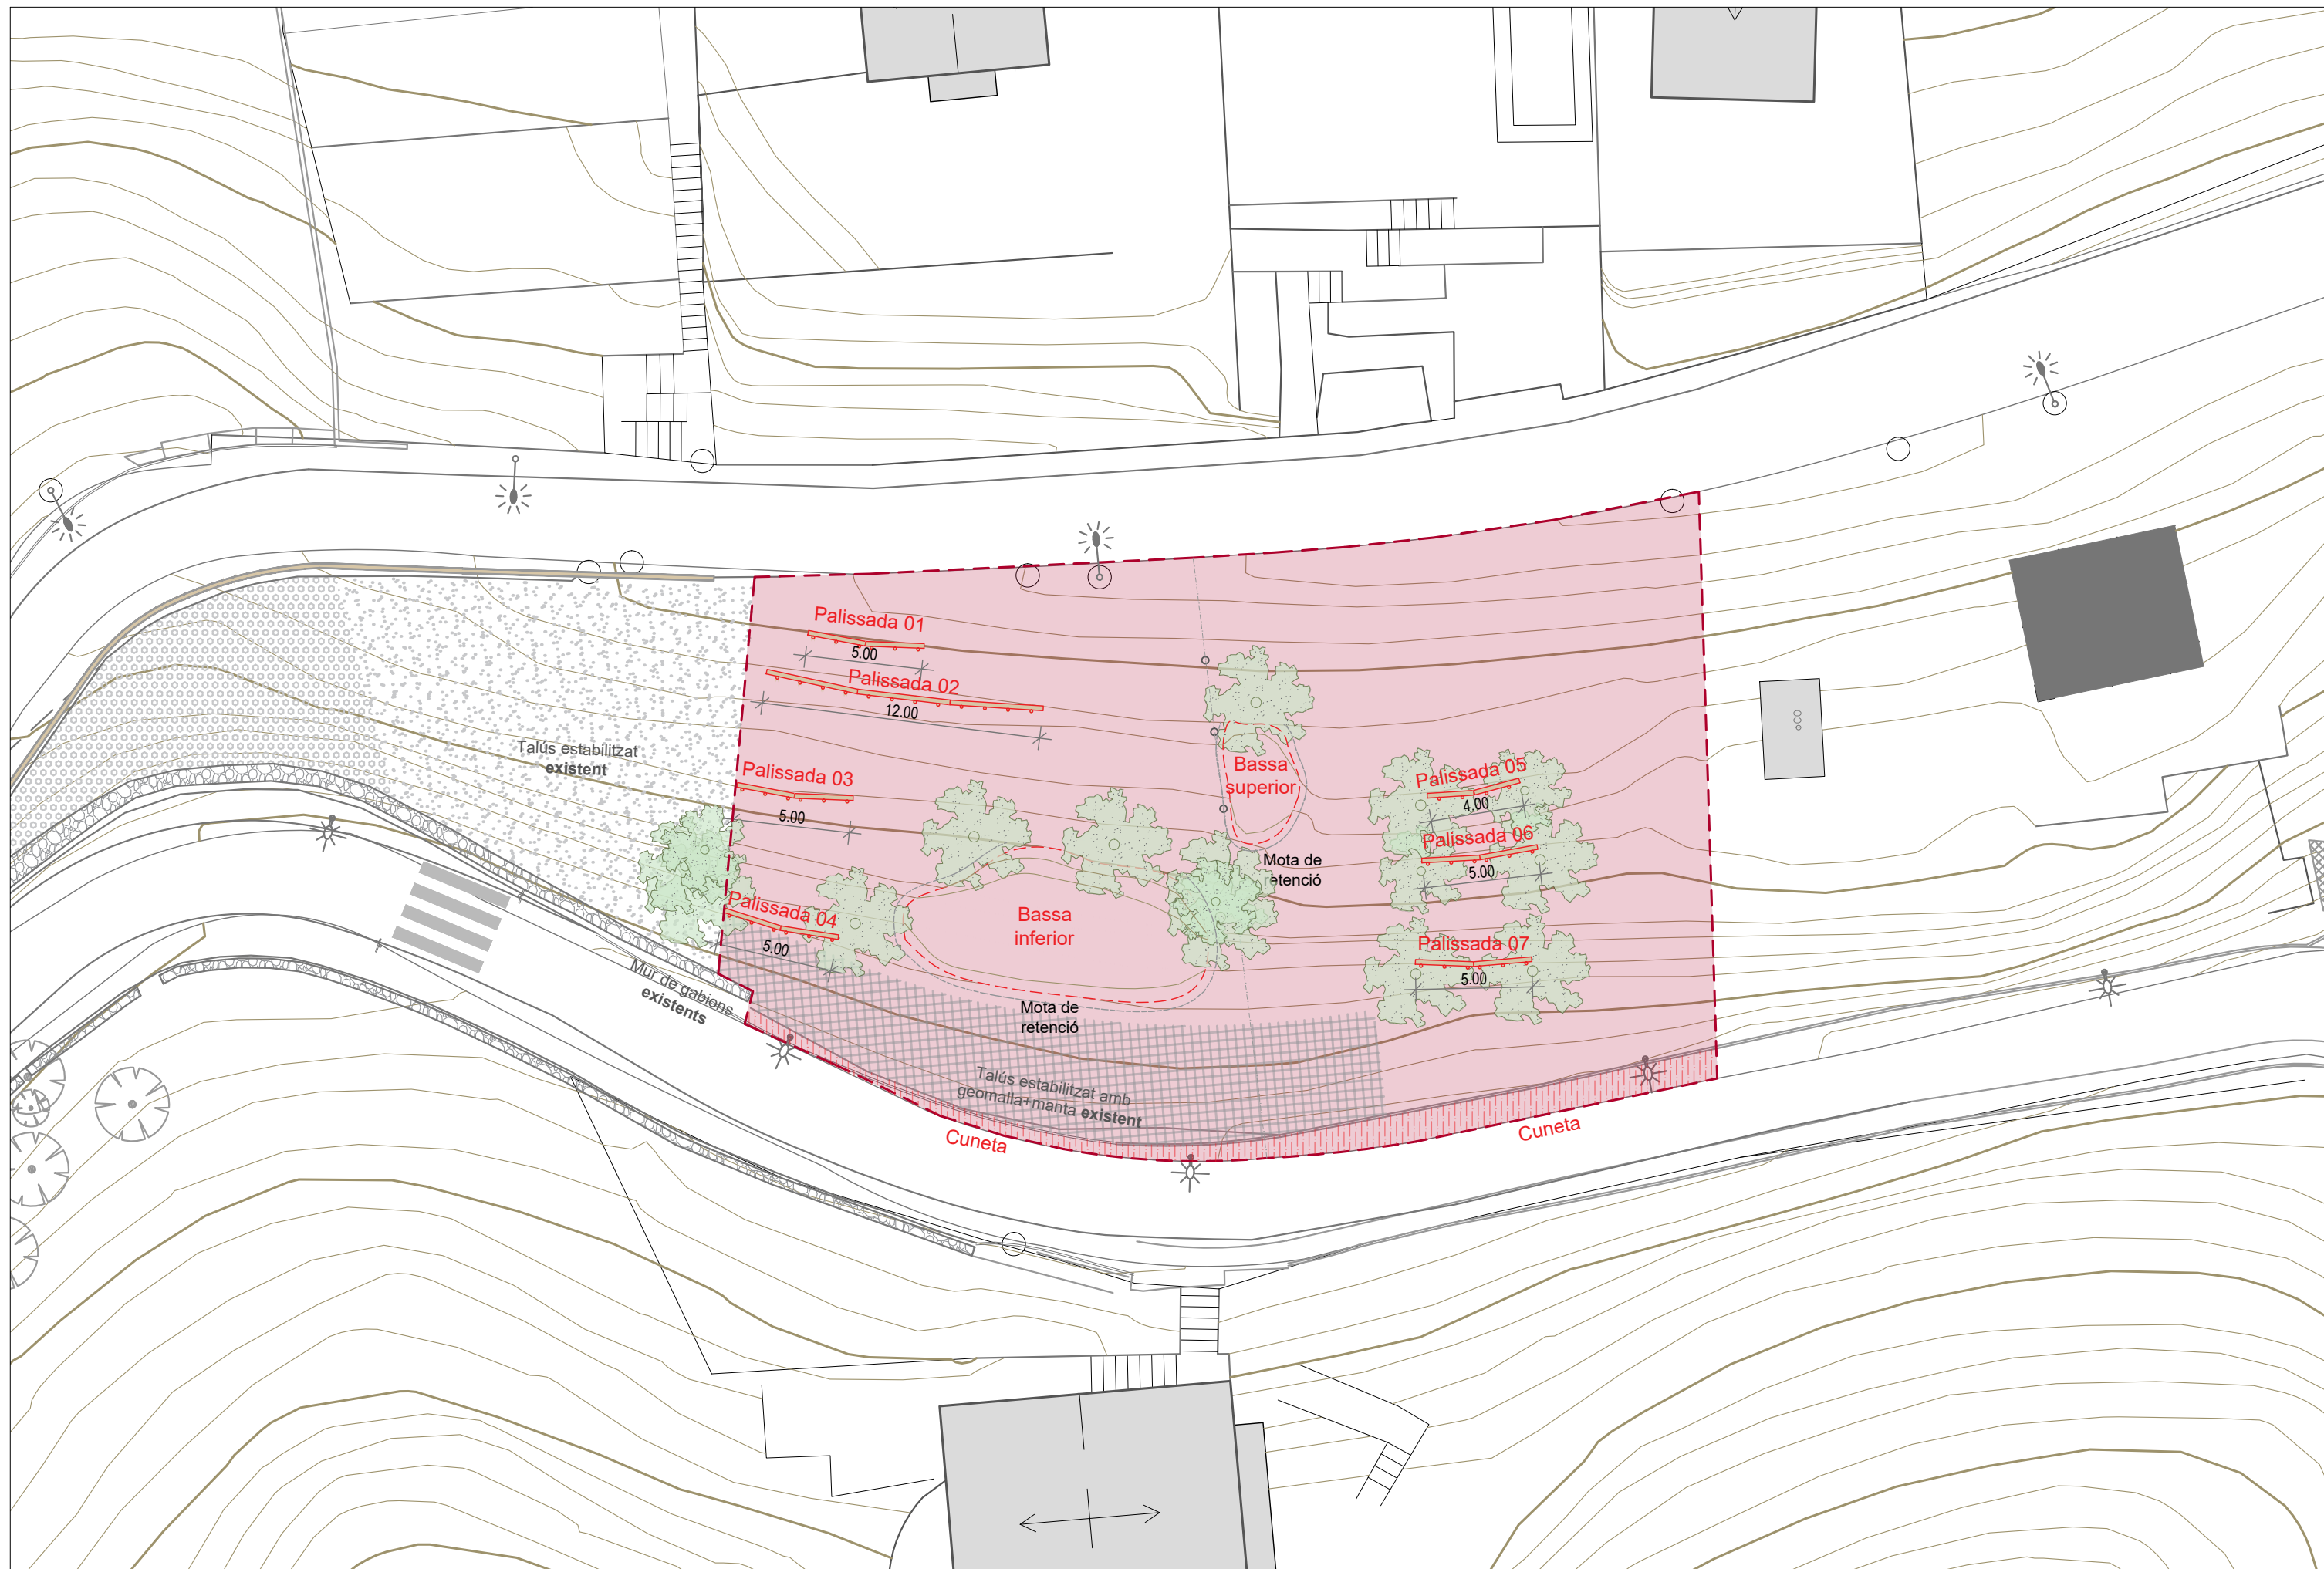 Palissada 01
5.00
Palissada 02
12.00
Talús estabilitzat
existent
Palissada 03
5.00
Bassa
superior
Palissada 05
4.00
Palissada 06
5.00
Mota de
retenció
Palissada 04
5.00
Bassa
inferior
Palissada 07
5.00
Mur de gabions
existents
Mota de
retenció
Talús estabilitzat amb
geomalla+manta existent
Cuneta
Cuneta